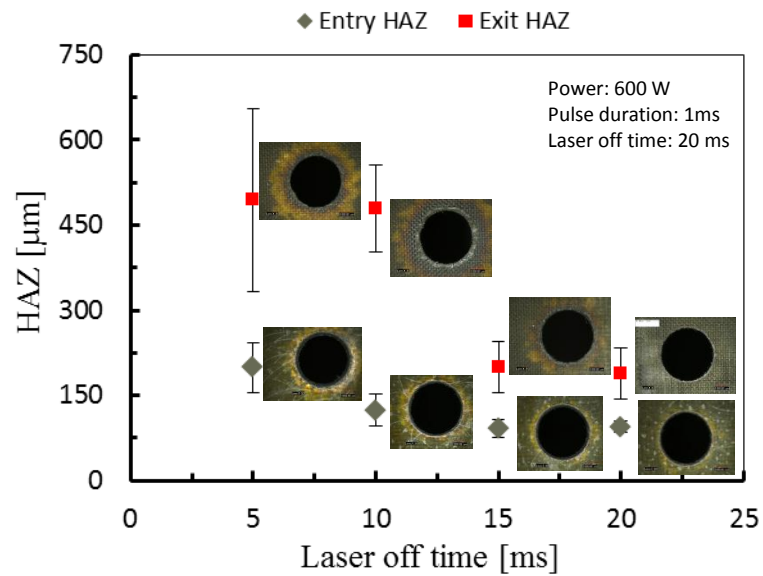 Entry HAZ Exit HAZ
750
600
450
300
150
0
HAZ [µm]
Power: 600 W
Pulse duration: 1ms
Laser off time: 20 ms
0 5 10 15 20 25
Laser off time [ms]